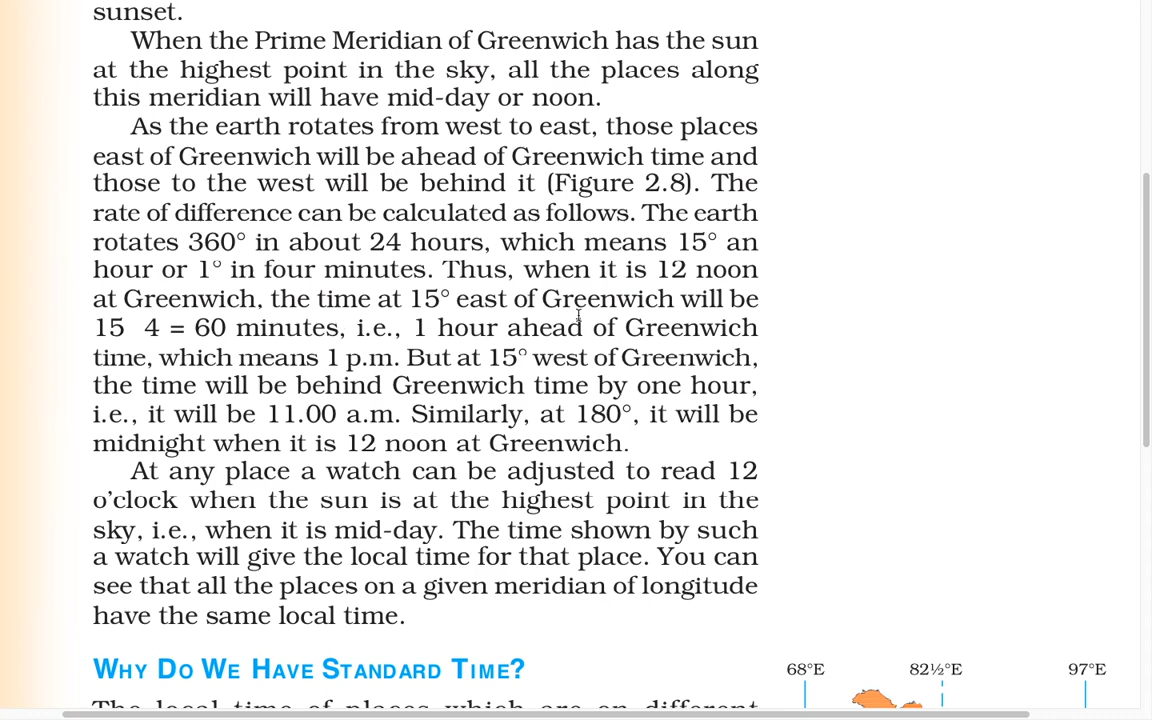 sunset.
When the Prime Meridian of Greenwich has the sun
at the highest point in the sky, all the places along
this meridian will have mid-day or noon.
As the earth rotates from west to east, those places
east of Greenwich will be ahead of Greenwich time and
those to the west will be behind it (Figure 2.8). The
rate of difference can be calculated as follows. The earth
rotates 360° in about 24 hours, which means 15° an
hour or 1° in four minutes. Thus, when it is 12 noon
at Greenwich, the time at 15° east of Greenwich will be
15 4 = 60 minutes, i.e., 1 hour ahead of Greenwich
time, which means 1 p.m. But at 15° west of Greenwich,
the time will be behind Greenwich time by one hour,
i.e., it will be 11.00 a.m. Similarly, at 180°, it will be
midnight when it is 12 noon at Greenwich.
At any place a watch can be adjusted to read 12
o’clock when the sun is at the highest point in the
sky, i.e., when it is mid-day. The time shown by such
a watch will give the local time for that place. You can
see that all the places on a given meridian of longitude
have the same local time.
WHY DO WE HAVE STANDARD TIME?
68°E 82½°E 97°E
The local time of places which are on different